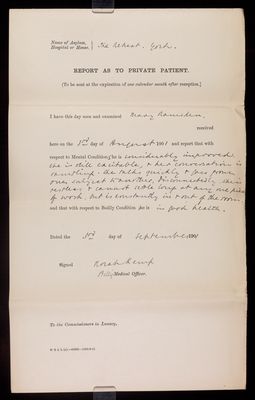 Name of Asylum,
Hospital or House. } The Retreat. York.
REPORT AS TO PRIVATE PATIENT.
[To be sent at the expiration of one calendar month after reception.]
I have this day seen and examined Mary Ramsden,
received
here on the 3rd day of August 1901 and report that with
respect to Mental Condition she is considerably improved.
she is still excitable, & her conversation is
rambling. She talks quickly & goes from
one subject to another, disconnectedly. She is
restless & cannot settle long at any one piece
of work, but is constantly in & out of the room
and that with respect to Bodily Condition she is in good health.
Dated the 3rd day of September 1901
Signed Norah Kemp
Medical Officer.
To the Commissioners in Lunacy.